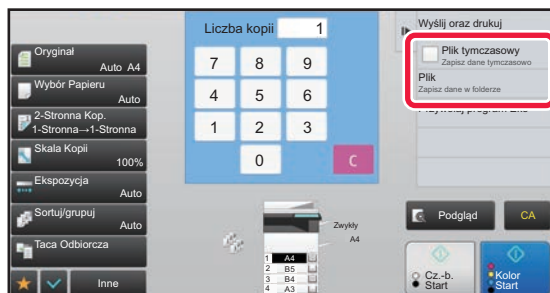 Liczba kopii 1
Wyślij oraz drukuj
Plik tymczasowy
Zapisz dane tymczasowo
Plik
Zapisz dane w folderze
Oryginał
Auto A4
Wybór Papieru
Auto
2-Stronna Kop.
1-Stronna→1-Stronna
Skala Kopii
100%
Ekspozycja
Auto
Sortuj/grupuj
Auto
Taca Odbiorcza
Inne
7 8 9
4 5 6
1 2 3
0 C
Zwykły
A4
1 A4
2 B5
3 B4
4 A3
Podgląd
CA
Cz.-b.
Start
Kolor
Start